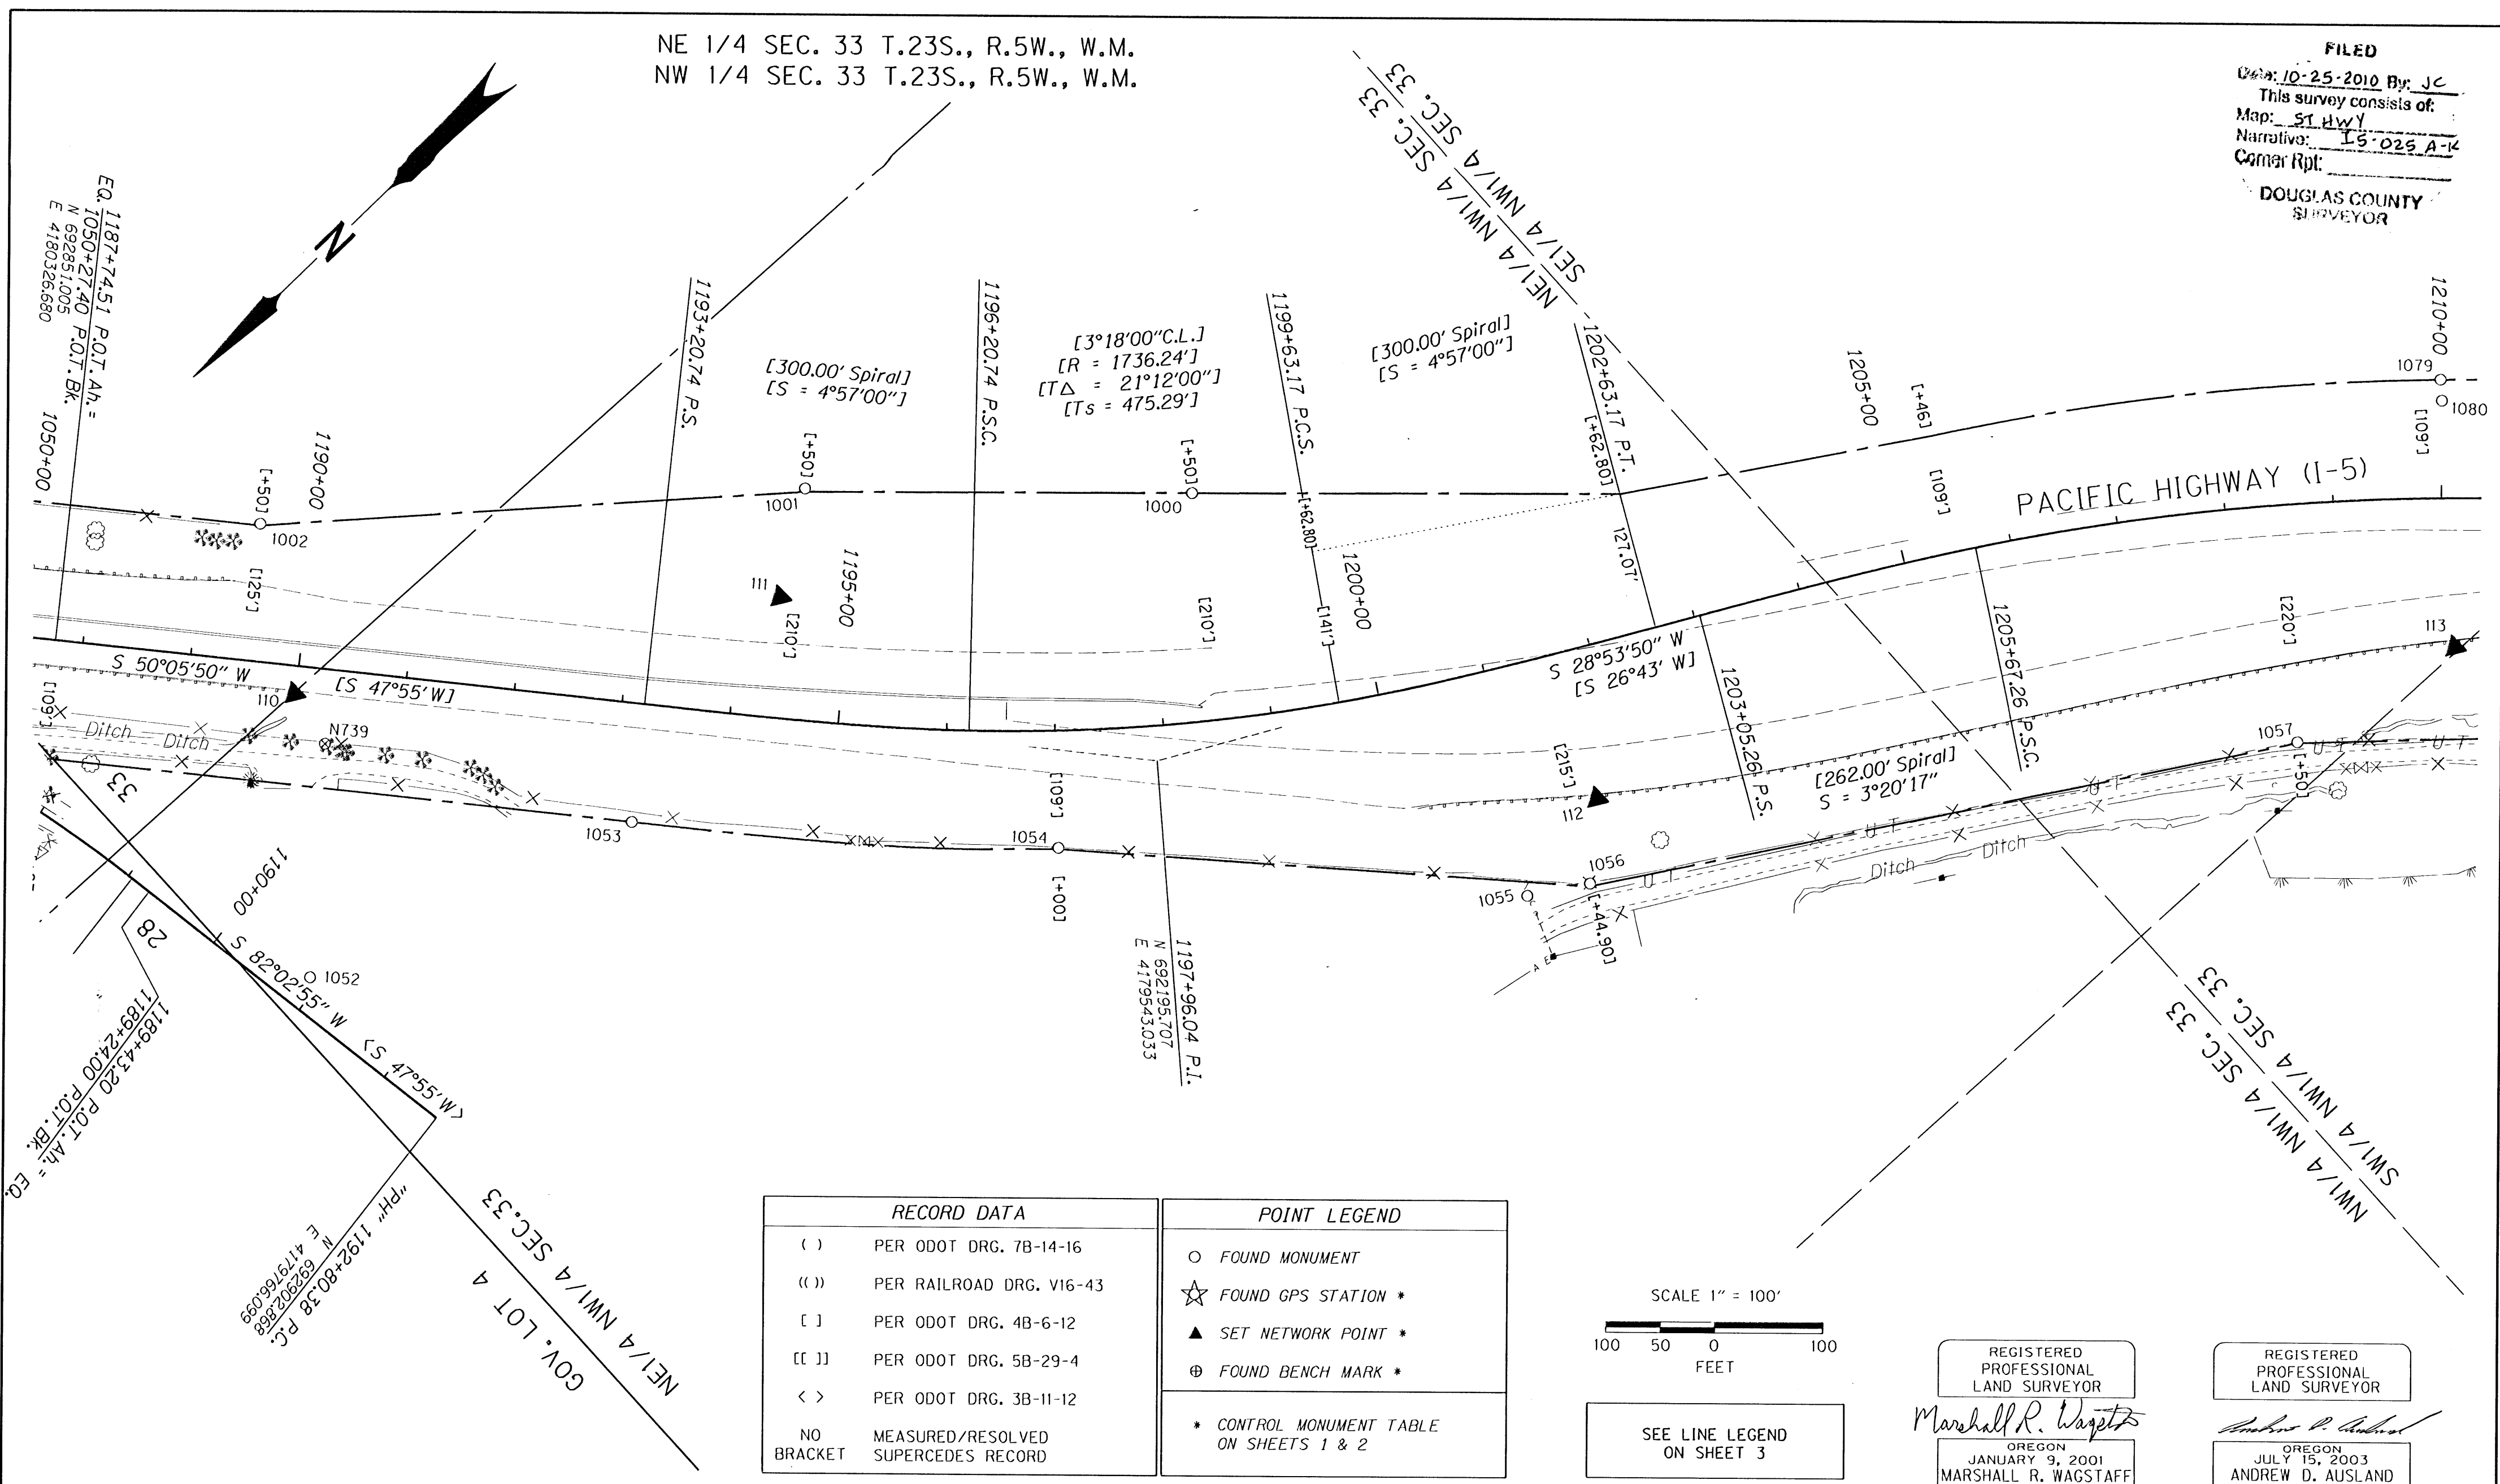 NE 1/4 SEC. 33 T.23S., R.5W., W.M.
NW 1/4 SEC. 33 T.23S., R.5W., W.M.
FILED
Date: 10-25-2010 By: JC
This survey consists of:
Map: ST HWY
Narrative: I5-025 A-K
Corner Rpt:
DOUGLAS COUNTY
SURVEYOR
N
EQ. 1187+74.51 P.O.T. Ah. =
1050+27.40 P.O.T. Bk.
N 692851.005
E 4180326.680
1050+00
[+50]
1190+00
1002
[125']
1193+20.74 P.S.
[300.00' Spiral]
[S = 4°57'00"]
[+50]
1001
111
[210']
1195+00
1196+20.74 P.S.C.
[3°18'00"C.L.]
[R = 1736.24']
[T△ = 21°12'00"]
[Ts = 475.29']
[+50]
1000
[210']
1199+63.17 P.C.S.
[+62.80]
[141']
1200+00
[300.00' Spiral]
[S = 4°57'00"]
NE1/4 NW1/4 SEC. 33
SE1/4 NW1/4 SEC. 33
1202+63.17 P.T.
[+62.80]
127.07'
1205+00
[+46]
[109']
1210+00
1079
1080
[109']
PACIFIC HIGHWAY (I-5)
S 50°05'50" W
[S 47°55' W]
110
[109']
Ditch
Ditch
N739
33
28
1053
1054
[109']
[+00]
1197+96.04 P.I.
N 692195.707
E 4179543.033
S 28°53'50" W
[S 26°43' W]
1203+05.26 P.S.
[262.00' Spiral]
S = 3°20'17"
1205+67.26 P.S.C.
[220']
113
[215']
112
1055
1056
[+44.90]
U T
U T
U T
U T
U T
1057
[+50]
Ditch
Ditch
A E
1190+00
1052
S 82°02'55" W
<S 47°55' W>
1189+43.20 P.O.T. Ah. = EQ.
1189+24.00 P.O.T. Bk.
"PH" 1192+80.38 P.C.
N 692902.868
E 4179766.099
NE1/4 NW1/4 SEC.33
GOV. LOT 4
SW1/4 NW1/4 SEC. 33
NW1/4 NW1/4 SEC. 33
RECORD DATA
( ) PER ODOT DRG. 7B-14-16
(( )) PER RAILROAD DRG. V16-43
[ ] PER ODOT DRG. 4B-6-12
[[ ]] PER ODOT DRG. 5B-29-4
< > PER ODOT DRG. 3B-11-12
NO BRACKET MEASURED/RESOLVED
SUPERCEDES RECORD
POINT LEGEND
FOUND MONUMENT
FOUND GPS STATION *
SET NETWORK POINT *
FOUND BENCH MARK *
* CONTROL MONUMENT TABLE
ON SHEETS 1 & 2
SCALE 1" = 100'
100 50 0 100
FEET
SEE LINE LEGEND
ON SHEET 3
REGISTERED
PROFESSIONAL
LAND SURVEYOR
Marshall R. Wagstaff
OREGON
JANUARY 9, 2001
MARSHALL R. WAGSTAFF
REGISTERED
PROFESSIONAL
LAND SURVEYOR
OREGON
JULY 15, 2003
ANDREW D. AUSLAND